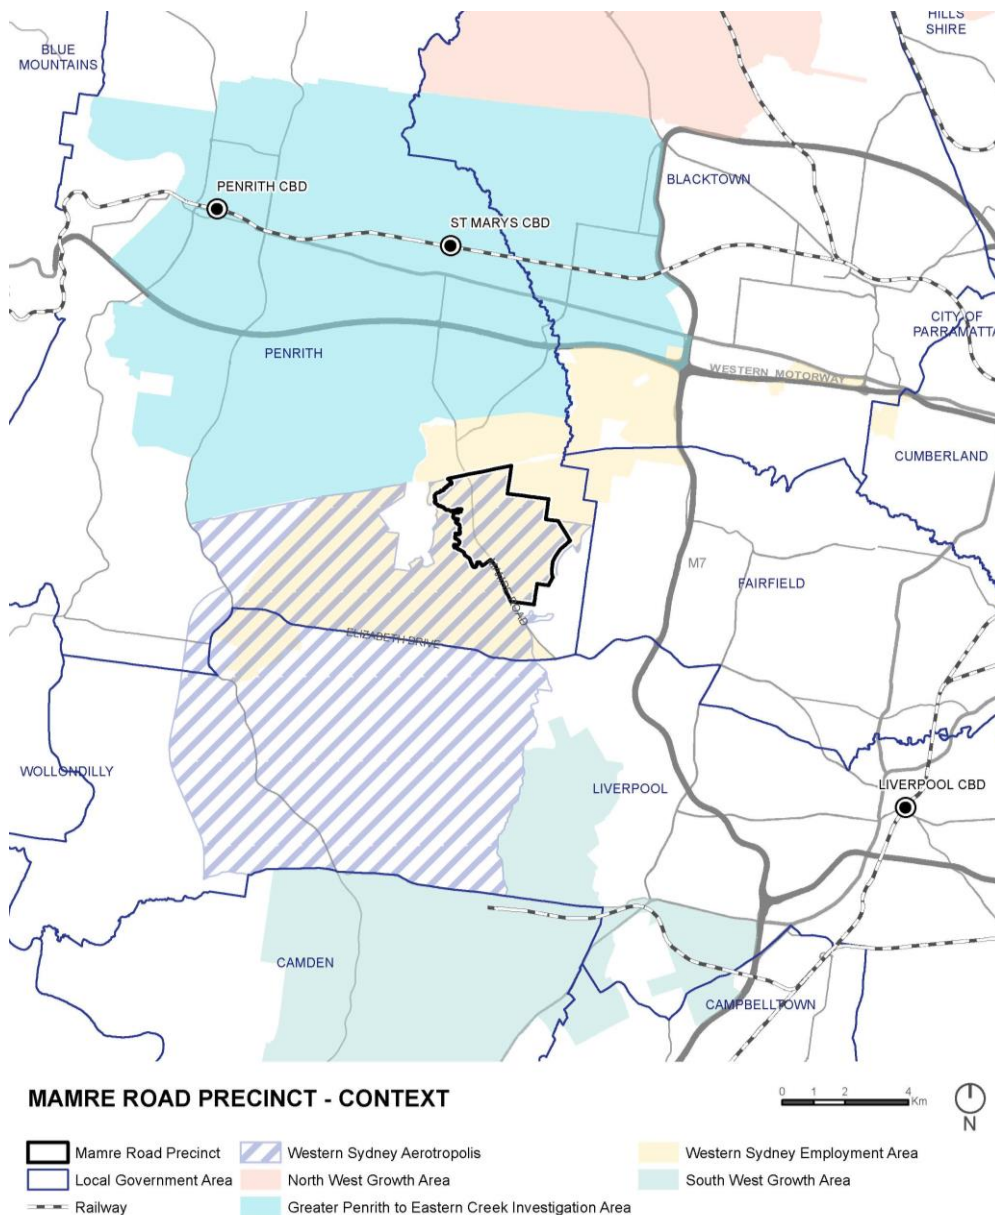 BLUE
MOUNTAINS
HILLS
SHIRE
BLACKTOWN
PENRITH CBD
ST MARYS CBD
CITY OF
PARRAMATTA
PENRITH
WESTERN MOTORWAY
CUMBERLAND
M7
FAIRFIELD
ROAD
ELIZABETH DRIVE
WOLLONDILLY
LIVERPOOL
LIVERPOOL CBD
CAMDEN
CAMPBELLTOWN
MAMRE ROAD PRECINCT - CONTEXT
0 1 2 4
Km
N
Mamre Road Precinct
Western Sydney Aerotropolis
Western Sydney Employment Area
Local Government Area
North West Growth Area
South West Growth Area
Railway
Greater Penrith to Eastern Creek Investigation Area